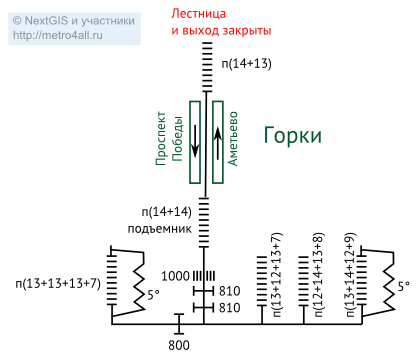 © NextGIS и участники
http://metro4all.ru
Лестница
и выход закрыты
п(14+13)
Проспект
Победы
Аметьево
Горки
п(14+14)
подъемник
1000
810
810
800
п(13+13+13+7)
5°
п(13+12+13+7)
п(12+14+13+8)
п(13+14+12+9)
5°